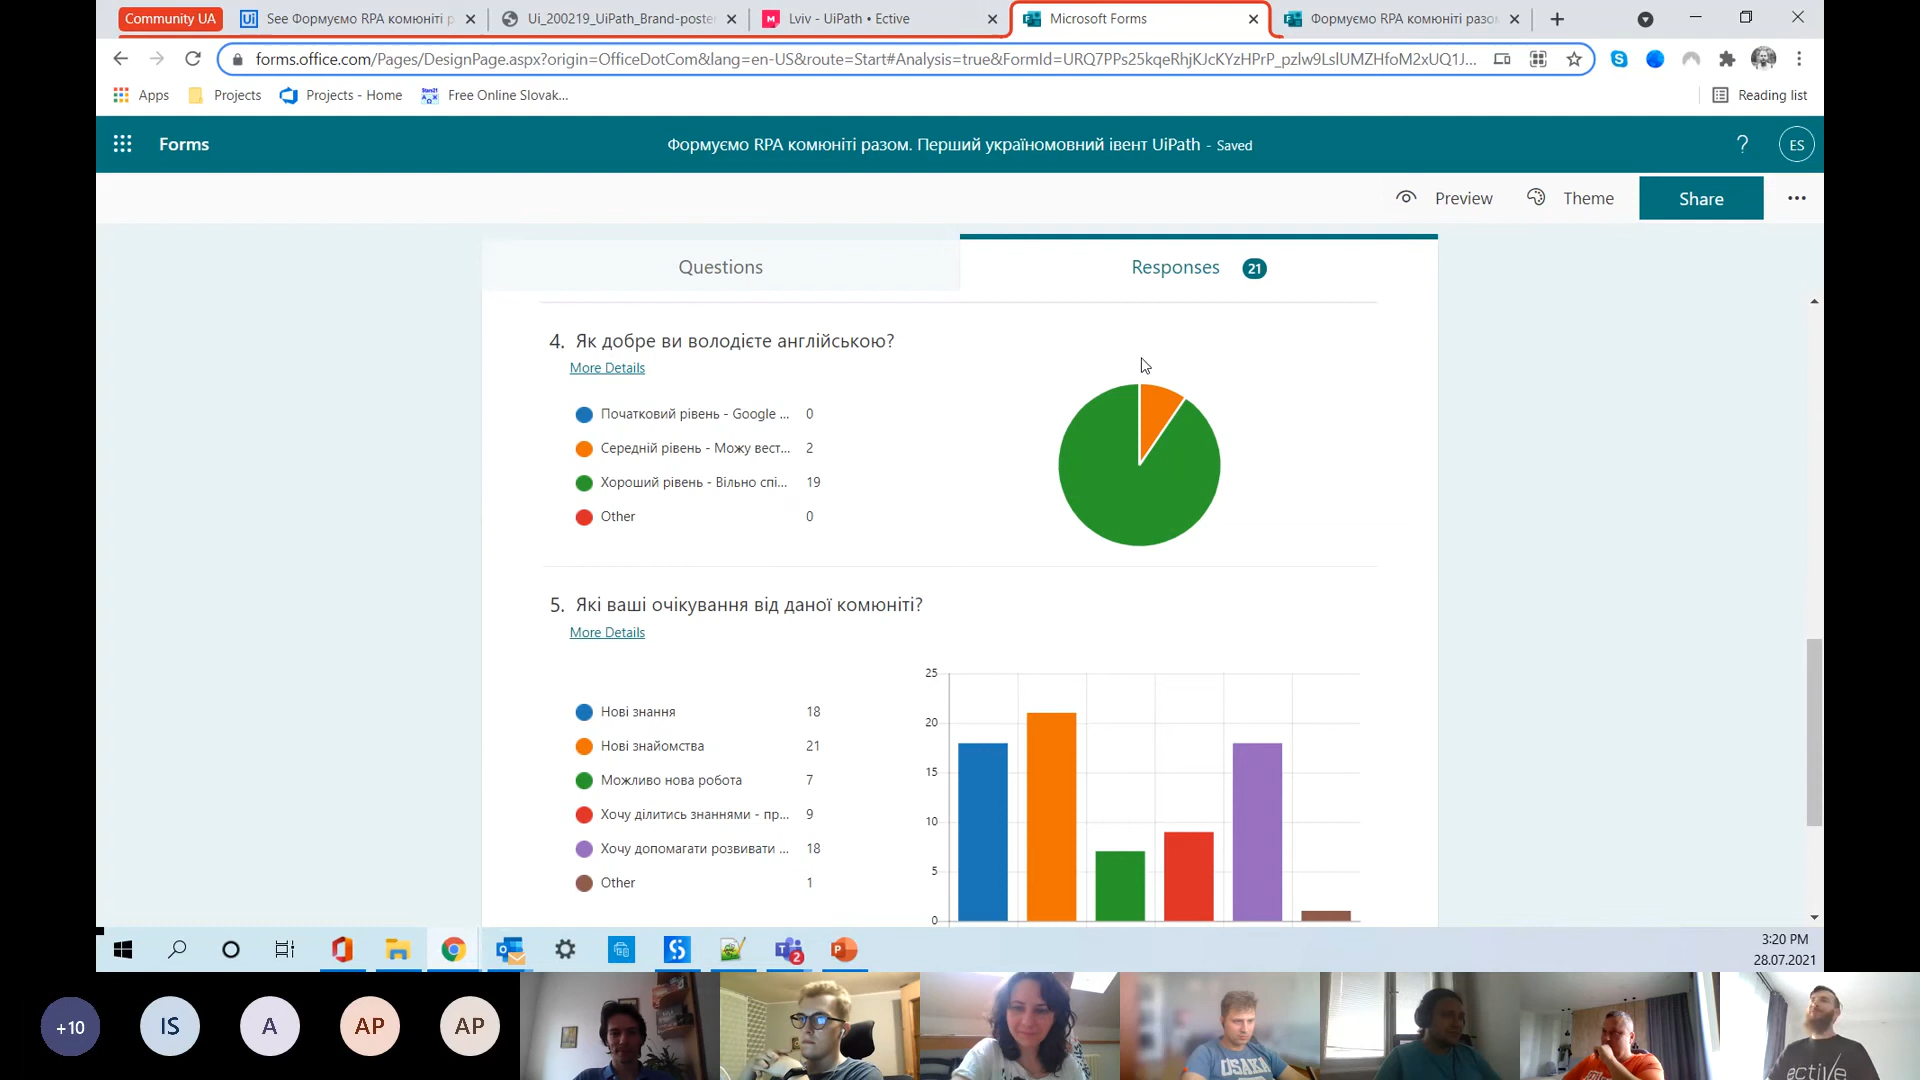 Community UA
See Формуємо RPA комюніті р
Ui_200219_UiPath_Brand-poster
Lviv - UiPath • Ective
Microsoft Forms
Формуємо RPA комюніті разо
forms.office.com/Pages/DesignPage.aspx?origin=OfficeDotCom&lang=en-US&route=Start#Analysis=true&FormId=URQ7PPs25kqeRhjKJcKYzHPrP_pzlw9LslUMZHfoM2xUQ1J...
Apps
Projects
Projects - Home
Free Online Slovak...
Reading list
Forms
Формуємо RPA комюніті разом. Перший україномовний івент UiPath - Saved
?
ES
Preview
Theme
Share
Questions
Responses 21
4. Як добре ви володієте англійською?
More Details
Початковий рівень - Google ... 0
Середній рівень - Можу вест... 2
Хороший рівень - Вільно спі... 19
Other 0
5. Які ваші очікування від даної комюніті?
More Details
Нові знання 18
Нові знайомства 21
Можливо нова робота 7
Хочу ділитись знаннями - пр... 9
Хочу допомагати розвивати ... 18
Other 1
25
20
15
10
5
0
3:20 PM
28.07.2021
+10
IS
A
AP
AP
OSAKA
ective